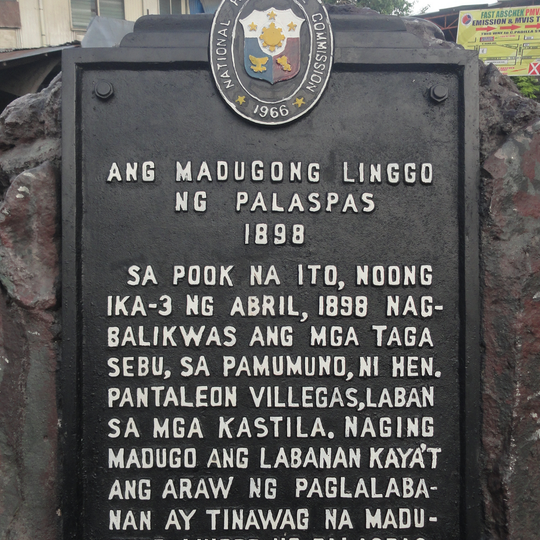 NATIONAL
COMMISSION
1966
FAST
EMISSION & MVIS
ANG MADUGONG LINGGO
NG PALASPAS
1898
SA POOK NA ITO, NOONG
IKA-3 NG ABRIL, 1898 NAG-
BALIKWAS ANG MGA TAGA
SEBU, SA PAMUMUNO, NI HEN.
PANTALEON VILLEGAS,LABAN
SA MGA KASTILA. NAGING
MADUGO ANG LABANAN KAYA'T
ANG ARAW NG PAGLALABA-
NAN AY TINAWAG NA MADU-